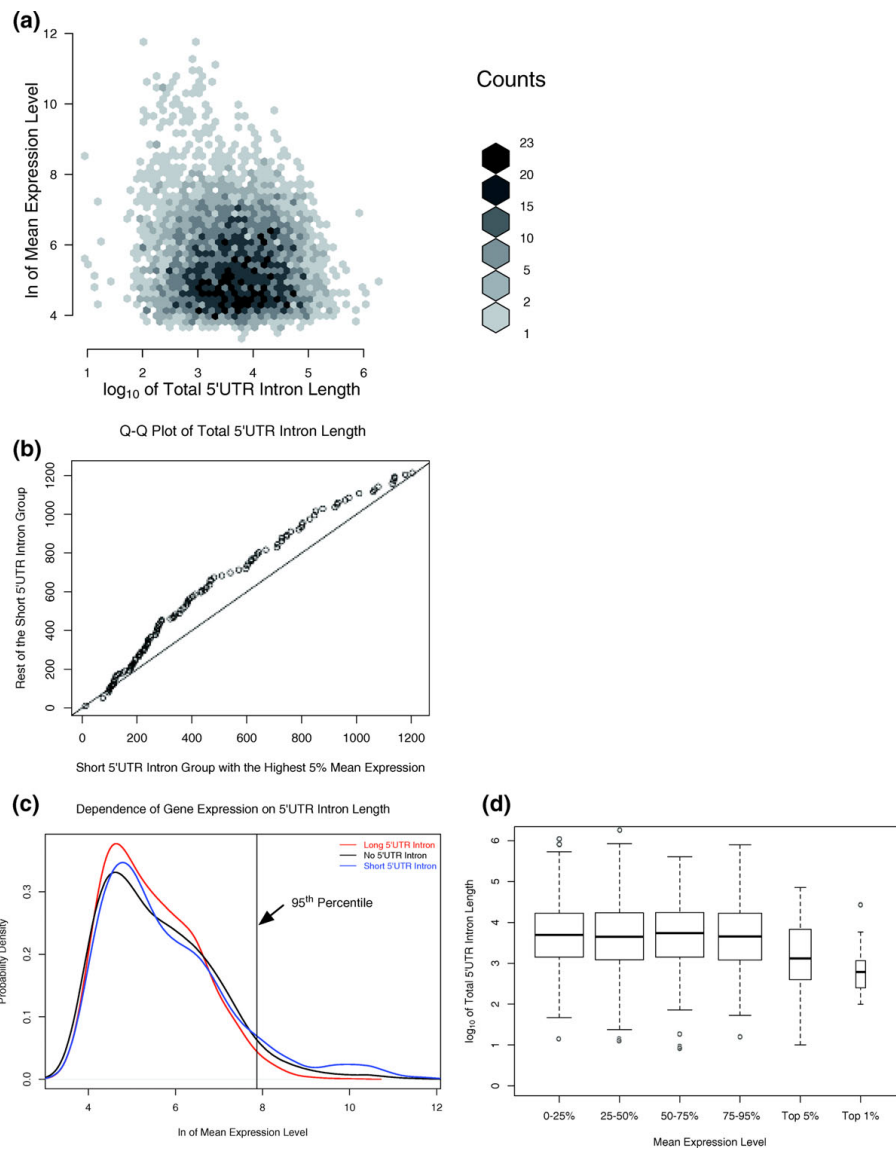 (a)
12
10
8
6
4
ln of Mean Expression Level
1 2 3 4 5 6
log10 of Total 5'UTR Intron Length
Counts
23
20
15
10
5
2
1
Q-Q Plot of Total 5'UTR Intron Length
(b)
1200
1000
800
600
400
200
0
Rest of the Short 5'UTR Intron Group
0 200 400 600 800 1000 1200
Short 5'UTR Intron Group with the Highest 5% Mean Expression
(c)
Dependence of Gene Expression on 5'UTR Intron Length
Long 5'UTR Intron
No 5'UTR Intron
Short 5'UTR Intron
95th Percentile
0.3
0.2
0.1
0.0
Probability Density
4 6 8 10 12
ln of Mean Expression Level
(d)
6
5
4
3
2
1
0
log10 of Total 5'UTR Intron Length
0-25% 25-50% 50-75% 75-95% Top 5% Top 1%
Mean Expression Level